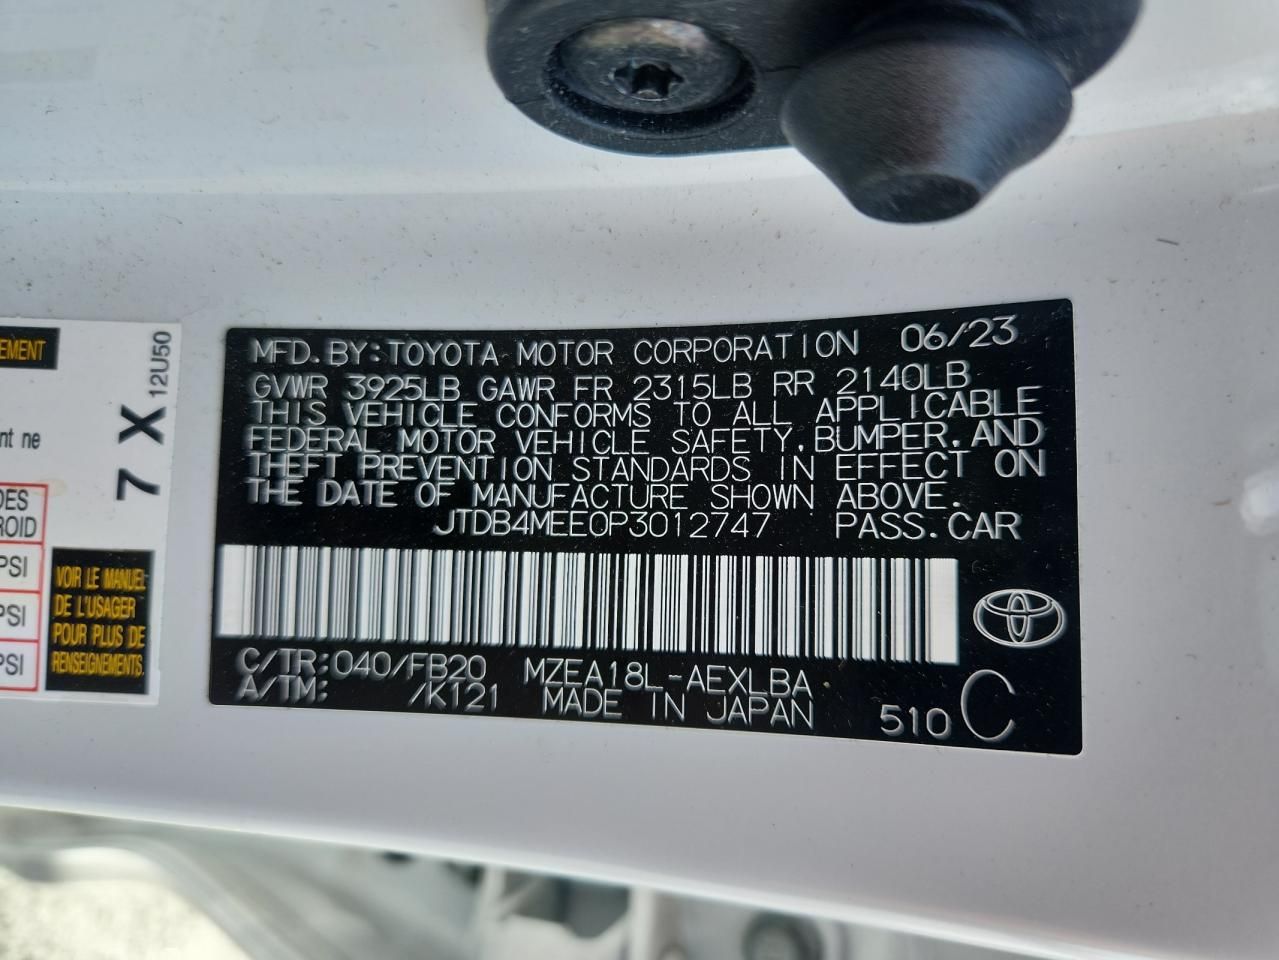 EMENT
12U50
7 X
nt ne
DES
ROID
PSI
PSI
PSI
VOIR LE MANUEL
DE L'USAGER
POUR PLUS DE
RENSEIGNEMENTS.
MFD. BY: TOYOTA MOTOR CORPORATION 06/23
GVWR 3925LB GAWR FR 2315LB RR 2140LB
THIS VEHICLE CONFORMS TO ALL APPLICABLE
FEDERAL MOTOR VEHICLE SAFETY, BUMPER, AND
THEFT PREVENTION STANDARDS IN EFFECT ON
THE DATE OF MANUFACTURE SHOWN ABOVE.
JTDB4MEE0P3012747 PASS.CAR
C/TR:040/FB20 MZEA18L-AEXLBA
A/TM: /K121 MADE IN JAPAN 510 C